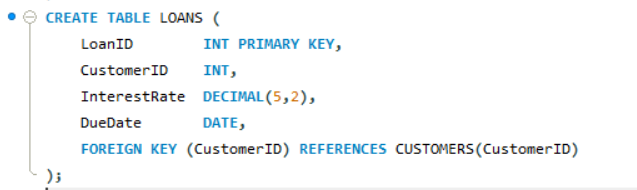 CREATE TABLE LOANS (
LoanID INT PRIMARY KEY,
CustomerID INT,
InterestRate DECIMAL(5,2),
DueDate DATE,
FOREIGN KEY (CustomerID) REFERENCES CUSTOMERS(CustomerID)
);